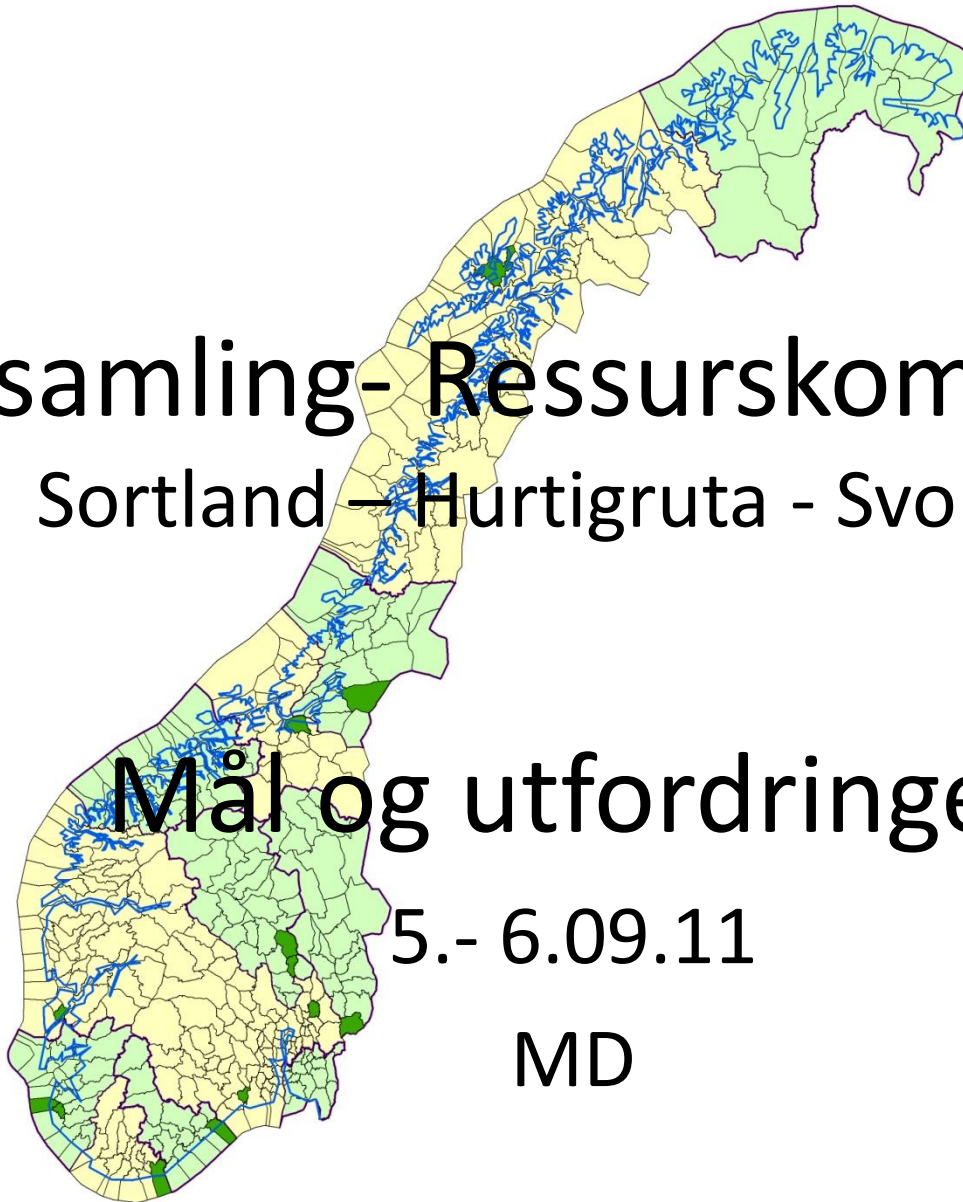 samling- Ressurskom
Sortland – Hurtigruta - Svo
Mål og utfordringe
5.- 6.09.11
MD